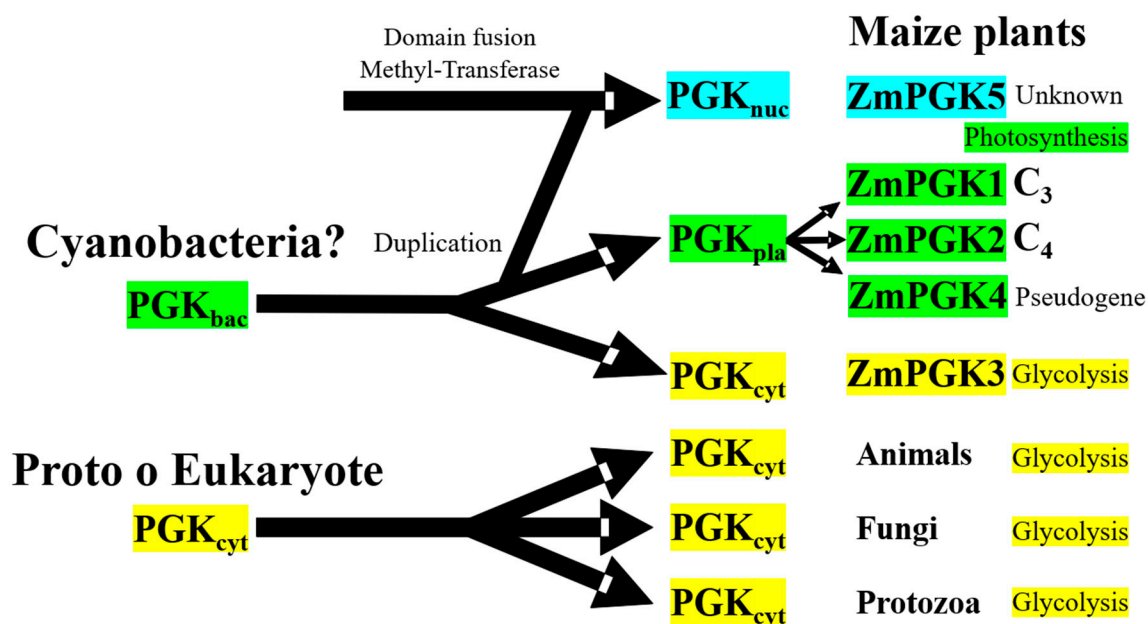 Maize plants
Domain fusion
Methyl-Transferase
PGKnuc
ZmPGK5 Unknown
Photosynthesis
ZmPGK1 C3
Cyanobacteria?
Duplication
PGKpla
ZmPGK2 C4
PGKbac
ZmPGK4 Pseudogene
PGKcyt
ZmPGK3 Glycolysis
Proto o Eukaryote
PGKcyt
PGKcyt
Animals Glycolysis
PGKcyt
Fungi Glycolysis
PGKcyt
Protozoa Glycolysis